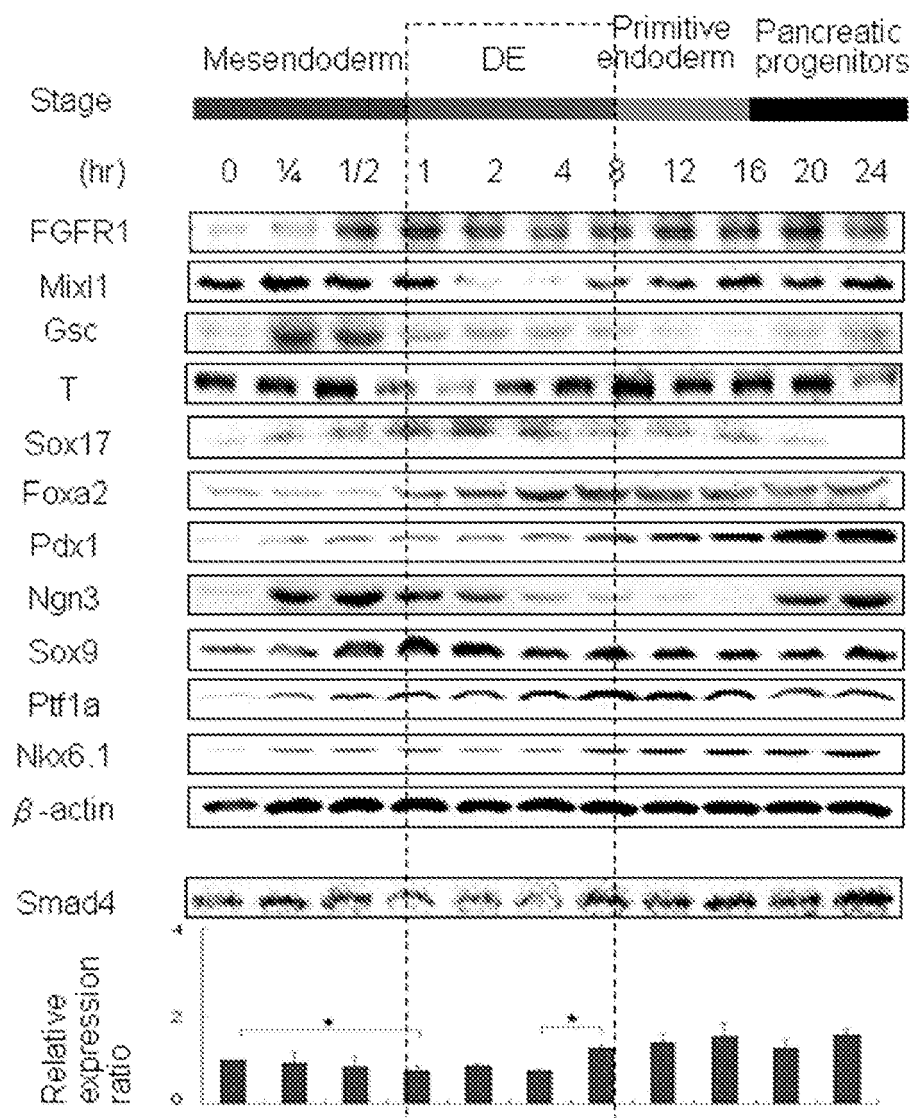 Mesendoderm DE Primitive endoderm Pancreatic progenitors
Stage
(hr) 0 ¼ 1/2 1 2 4 8 12 16 20 24
FGFR1
Mixl1
Gsc
T
Sox17
Foxa2
Pdx1
Ngn3
Sox9
Ptf1a
Nkx6.1
β-actin
Smad4
Relative expression ratio
4
2
0
*
*